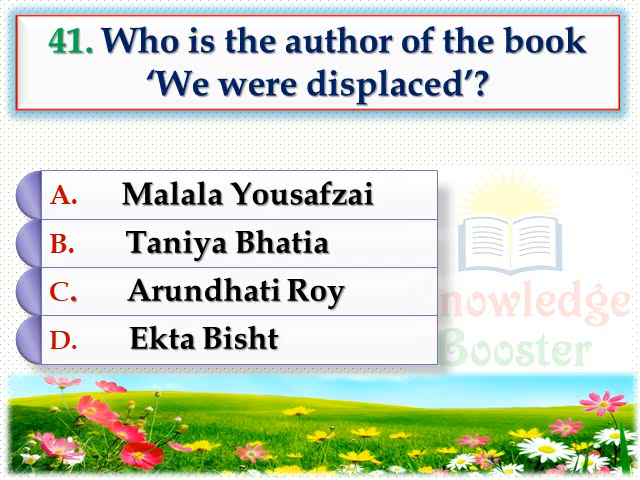 41. Who is the author of the book
‘We were displaced’?
A. Malala Yousafzai
B. Taniya Bhatia
C. Arundhati Roy
D. Ekta Bisht
nowledge
Booster